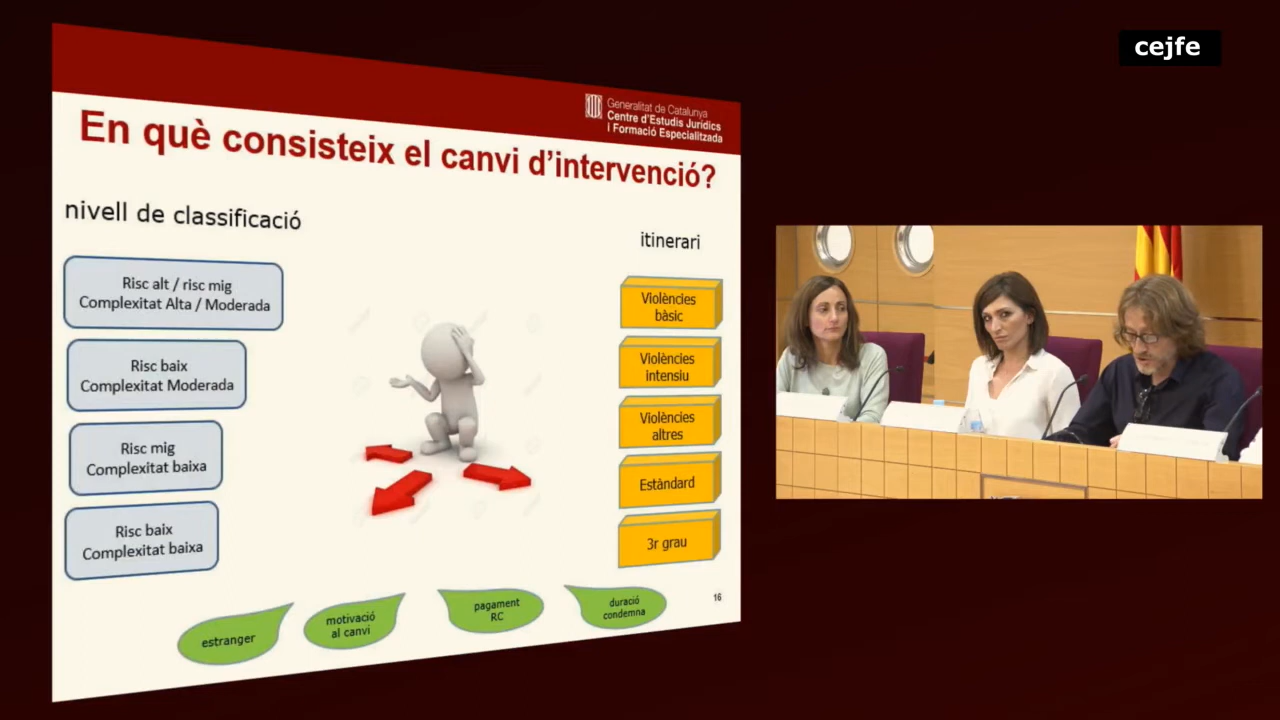 cejfe
Generalitat de Catalunya
Centre d'Estudis Jurídics
i Formació Especialitzada
En què consisteix el canvi d'intervenció?
nivell de classificació
Risc alt / risc mig
Complexitat Alta / Moderada
Risc baix
Complexitat Moderada
Risc mig
Complexitat baixa
Risc baix
Complexitat baixa
itinerari
Violències
bàsic
Violències
intensiu
Violències
altres
Estàndard
3r grau
estranger
motivació
al canvi
pagament
RC
duració
condemna
16